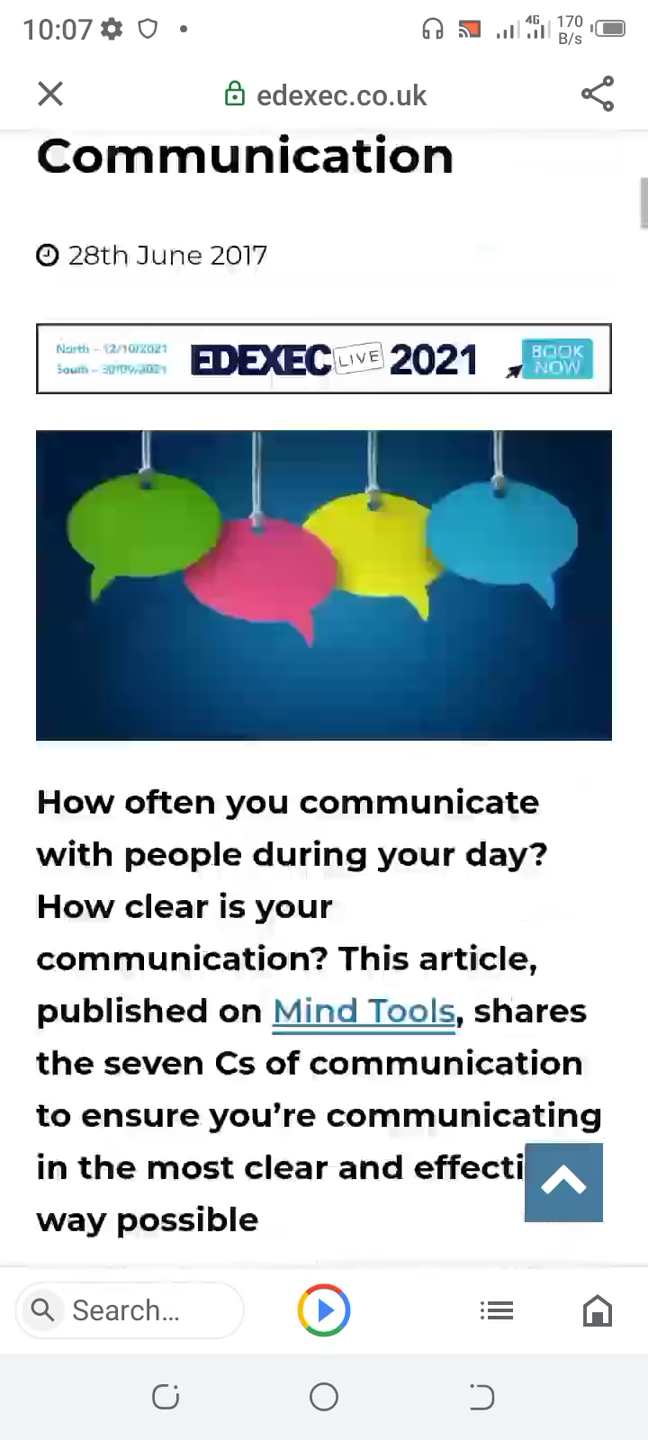 10:07
4G 170 B/s
edexec.co.uk
Communication
28th June 2017
North - 12/10/2021
South - 30/09/2021
EDEXEC LIVE 2021
BOOK NOW
How often you communicate
with people during your day?
How clear is your
communication? This article,
published on Mind Tools, shares
the seven Cs of communication
to ensure you’re communicating
in the most clear and effecti
way possible
Search...